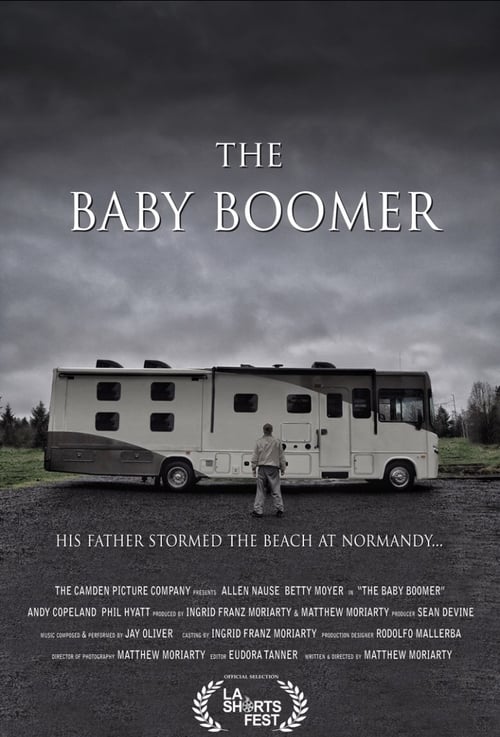 THE
BABY BOOMER
HIS FATHER STORMED THE BEACH AT NORMANDY...
THE CAMDEN PICTURE COMPANY PRESENTS ALLEN NAUSE BETTY MOYER IN "THE BABY BOOMER"
ANDY COPELAND PHIL HYATT PRODUCED BY INGRID FRANZ MORIARTY & MATTHEW MORIARTY PRODUCER SEAN DEVINE
MUSIC COMPOSED & PERFORMED BY JAY OLIVER CASTING BY INGRID FRANZ MORIARTY PRODUCTION DESIGNER RODOLFO MALLERBA
DIRECTOR OF PHOTOGRAPHY MATTHEW MORIARTY EDITOR EUDORA TANNER WRITTEN & DIRECTED BY MATTHEW MORIARTY
OFFICIAL SELECTION
LA
SHORTS
FEST